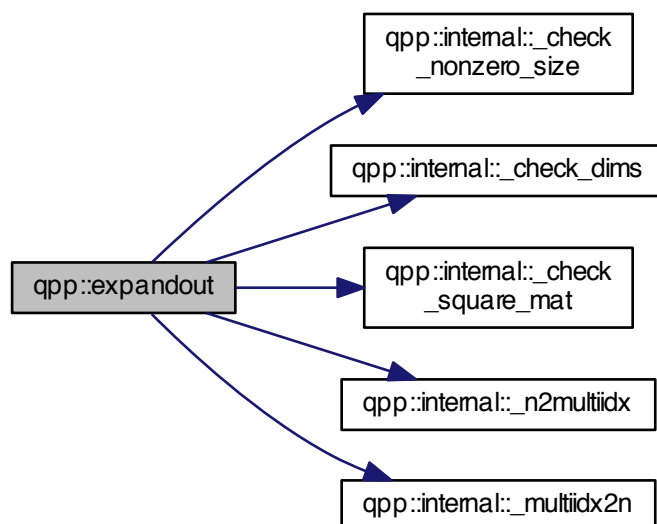 qpp::internal::_check
_nonzero_size
qpp::internal::_check_dims
qpp::expandout
qpp::internal::_check
_square_mat
qpp::internal::_n2multiidx
qpp::internal::_multiidx2n